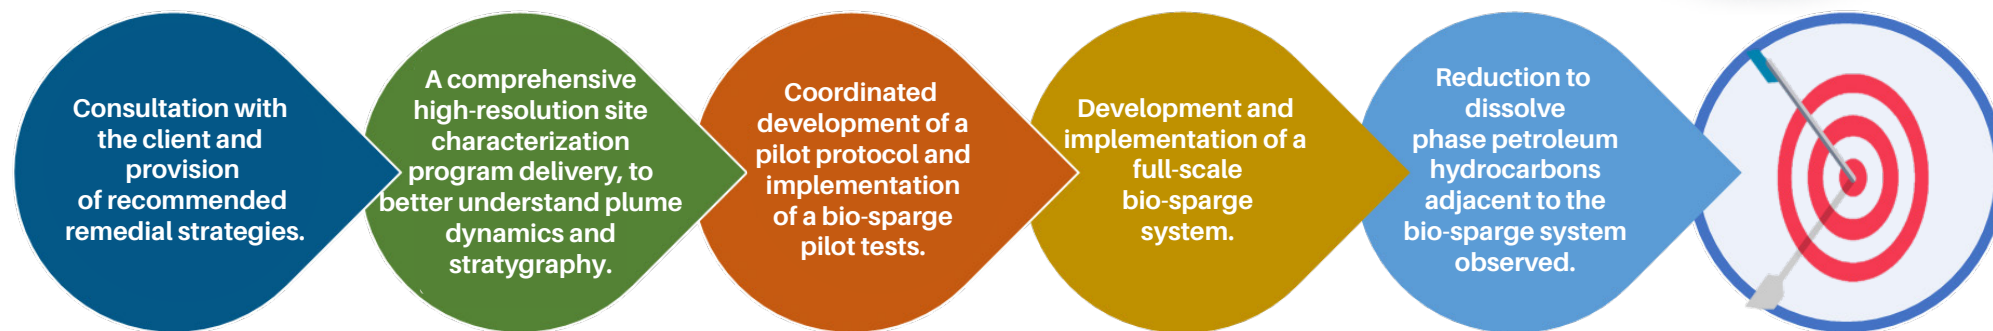 Consultation with
the client and
provision
of recommended
remedial strategies.
A comprehensive
high-resolution site
characterization
program delivery, to
better understand plume
dynamics and
stratygraphy.
Coordinated
development of a
pilot protocol and
implementation
of a bio-sparge
pilot tests.
Development and
implementation of a
full-scale
bio-sparge
system.
Reduction to
dissolve
phase petroleum
hydrocarbons
adjacent to the
bio-sparge system
observed.